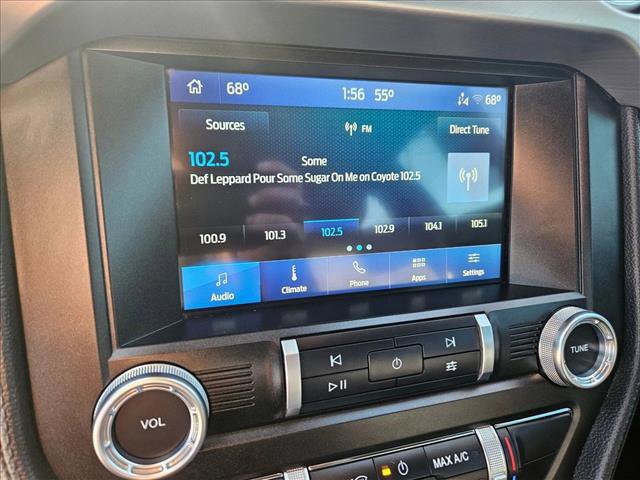 68° 1:56 55° 68°
Sources FM Direct Tune
102.5 Some
Def Leppard Pour Some Sugar On Me on Coyote 102.5
100.9 101.3 102.5 102.9 104.1 105.1
Audio Climate Phone Apps Settings
VOL
TUNE
MAX A/C